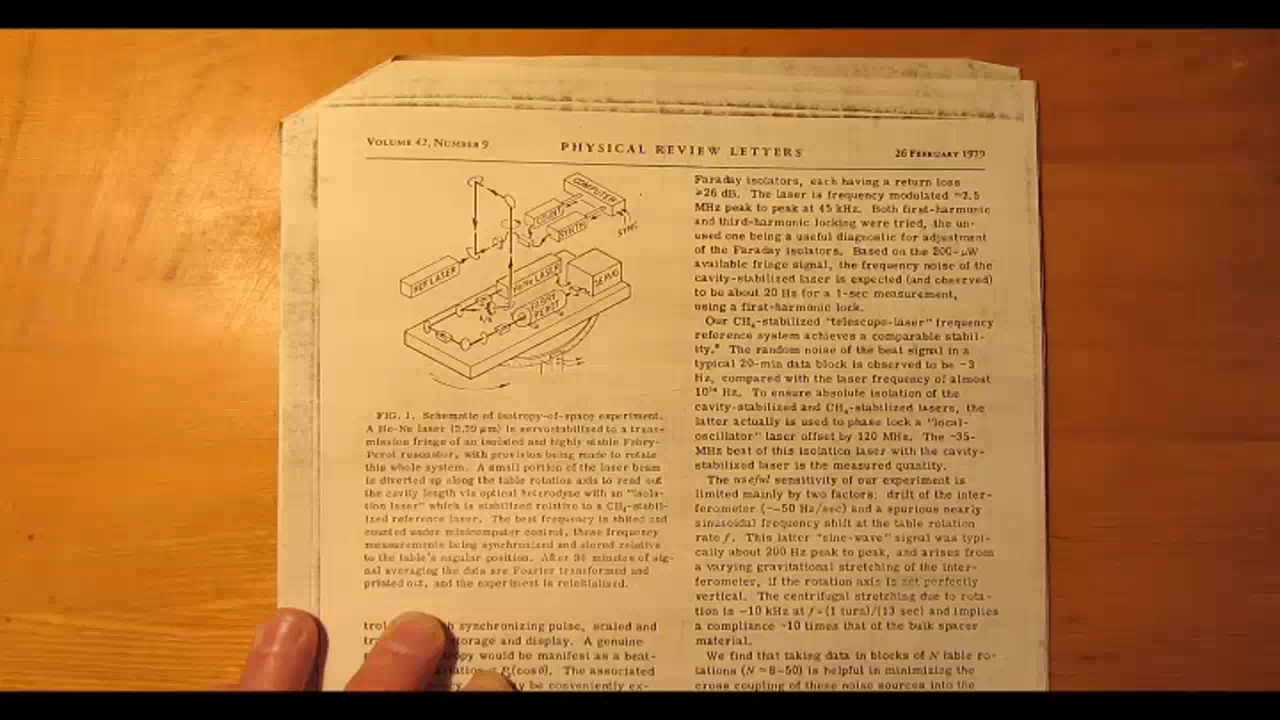 VOLUME 42, NUMBER 9
PHYSICAL REVIEW LETTERS
26 FEBRUARY 1979
COMPUTER
COUNT
SYNTH
SYNC
REF LASER
He-Ne LASER
SERVO
FABRY
PEROT
FIG. 1. Schematic of isotropy-of-space experiment.
A He-Ne laser (3.39 μm) is servostabilized to a trans-
mission fringe of an isolated and highly stable Fabry-
Perot resonator, with provision being made to rotate
this whole system. A small portion of the laser beam
is diverted up along the table rotation axis to read out
the cavity length via optical heterodyne with an "isola-
tion laser" which is stabilized relative to a CH₄-stabil-
ized reference laser. The beat frequency is shifted and
counted under minicomputer control, these frequency
measurements being synchronized and stored relative
to the table's angular position. After 30 minutes of sig-
nal averaging the data are Fourier transformed and
printed out, and the experiment is reinitialized.
synchronizing pulse, scaled and
storage and display. A genuine
would be manifest as a beat-
P₂(cosθ). The associated
be conveniently ex-
Faraday isolators, each having a return loss
≥26 dB. The laser is frequency modulated ≈2.5
MHz peak to peak at 45 kHz. Both first-harmonic
and third-harmonic locking were tried, the un-
used one being a useful diagnostic for adjustment
of the Faraday isolators. Based on the 200-μW
available fringe signal, the frequency noise of the
cavity-stabilized laser is expected (and observed)
to be about 20 Hz for a 1-sec measurement,
using a first-harmonic lock.
Our CH₄-stabilized "telescope-laser" frequency
reference system achieves a comparable stabil-
ity.⁸ The random noise of the beat signal in a
typical 20-min data block is observed to be ~3
Hz, compared with the laser frequency of almost
10¹⁴ Hz. To ensure absolute isolation of the
cavity-stabilized and CH₄-stabilized lasers, the
latter actually is used to phase lock a "local-
oscillator" laser offset by 120 MHz. The ~35-
MHz beat of this isolation laser with the cavity-
stabilized laser is the measured quantity.
The useful sensitivity of our experiment is
limited mainly by two factors: drift of the inter-
ferometer (~-50 Hz/sec) and a spurious nearly
sinusoidal frequency shift at the table rotation
rate f. This latter "sine-wave" signal was typi-
cally about 200 Hz peak to peak, and arises from
a varying gravitational stretching of the inter-
ferometer, if the rotation axis is not perfectly
vertical. The centrifugal stretching due to rota-
tion is ~10 kHz at f=(1 turn)/(13 sec) and implies
a compliance ~10 times that of the bulk spacer
material.
We find that taking data in blocks of N table ro-
tations (N ≈ 8-50) is helpful in minimizing the
cross coupling of these noise sources into the